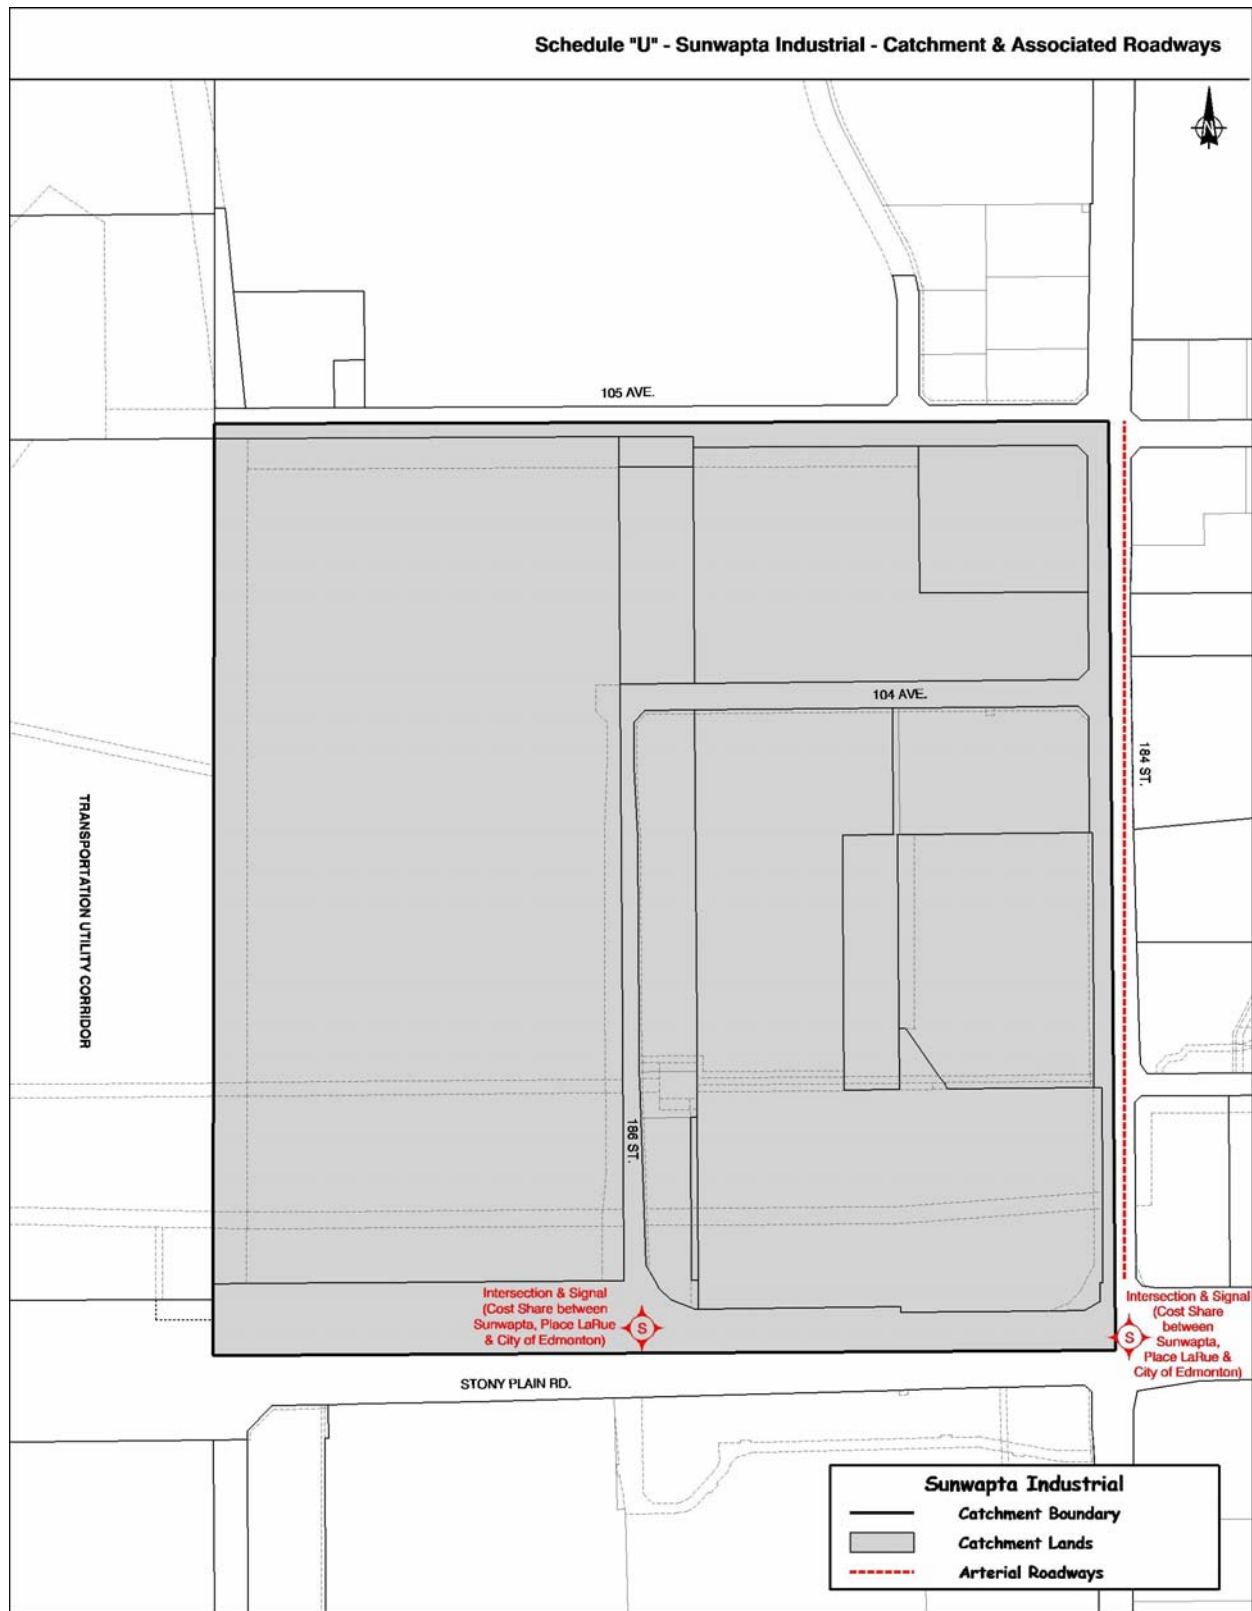 Schedule "U" - Sunwapta Industrial - Catchment & Associated Roadways
N
105 AVE.
104 AVE.
184 ST.
TRANSPORTATION UTILITY CORRIDOR
186 ST.
Intersection & Signal
(Cost Share between
Sunwapta, Place LaRue
& City of Edmonton)
S
Intersection & Signal
(Cost Share
between
Sunwapta,
Place LaRue &
City of Edmonton)
S
STONY PLAIN RD.
Sunwapta Industrial
Catchment Boundary
Catchment Lands
Arterial Roadways